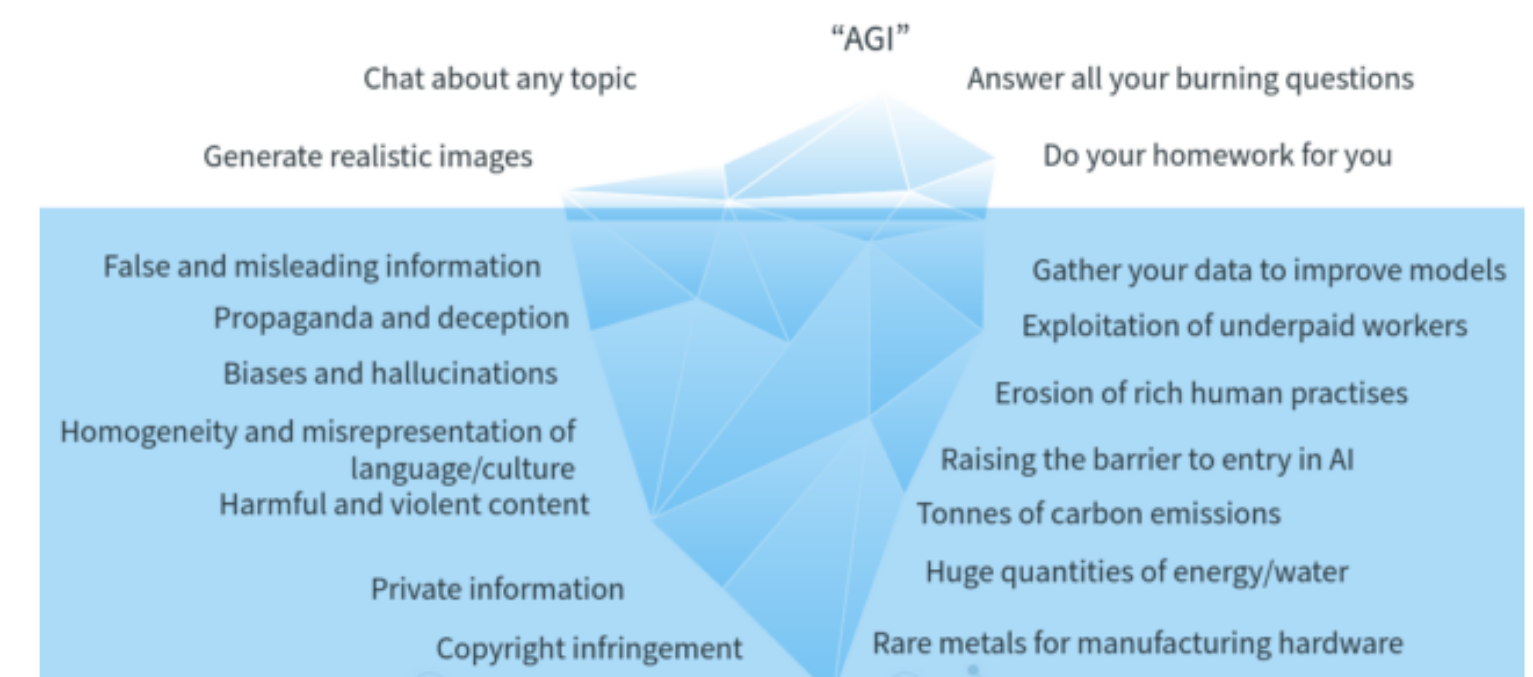 “AGI”
Chat about any topic
Answer all your burning questions
Generate realistic images
Do your homework for you
False and misleading information
Gather your data to improve models
Propaganda and deception
Exploitation of underpaid workers
Biases and hallucinations
Erosion of rich human practises
Homogeneity and misrepresentation of
language/culture
Raising the barrier to entry in AI
Harmful and violent content
Tonnes of carbon emissions
Huge quantities of energy/water
Private information
Copyright infringement
Rare metals for manufacturing hardware